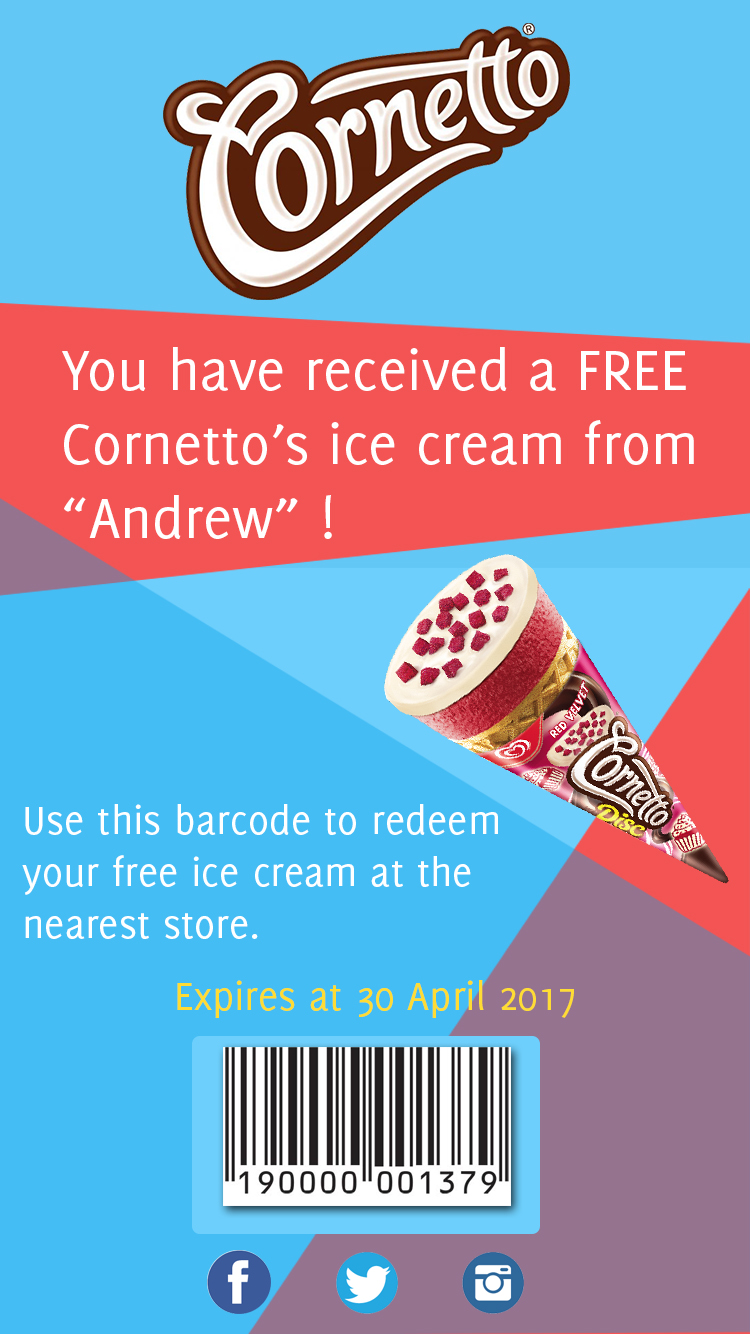 Cornetto®
You have received a FREE
Cornetto’s ice cream from
“Andrew” !
RED VELVET
Cornetto
Disc
Use this barcode to redeem
your free ice cream at the
nearest store.
Expires at 30 April 2017
190000 001379